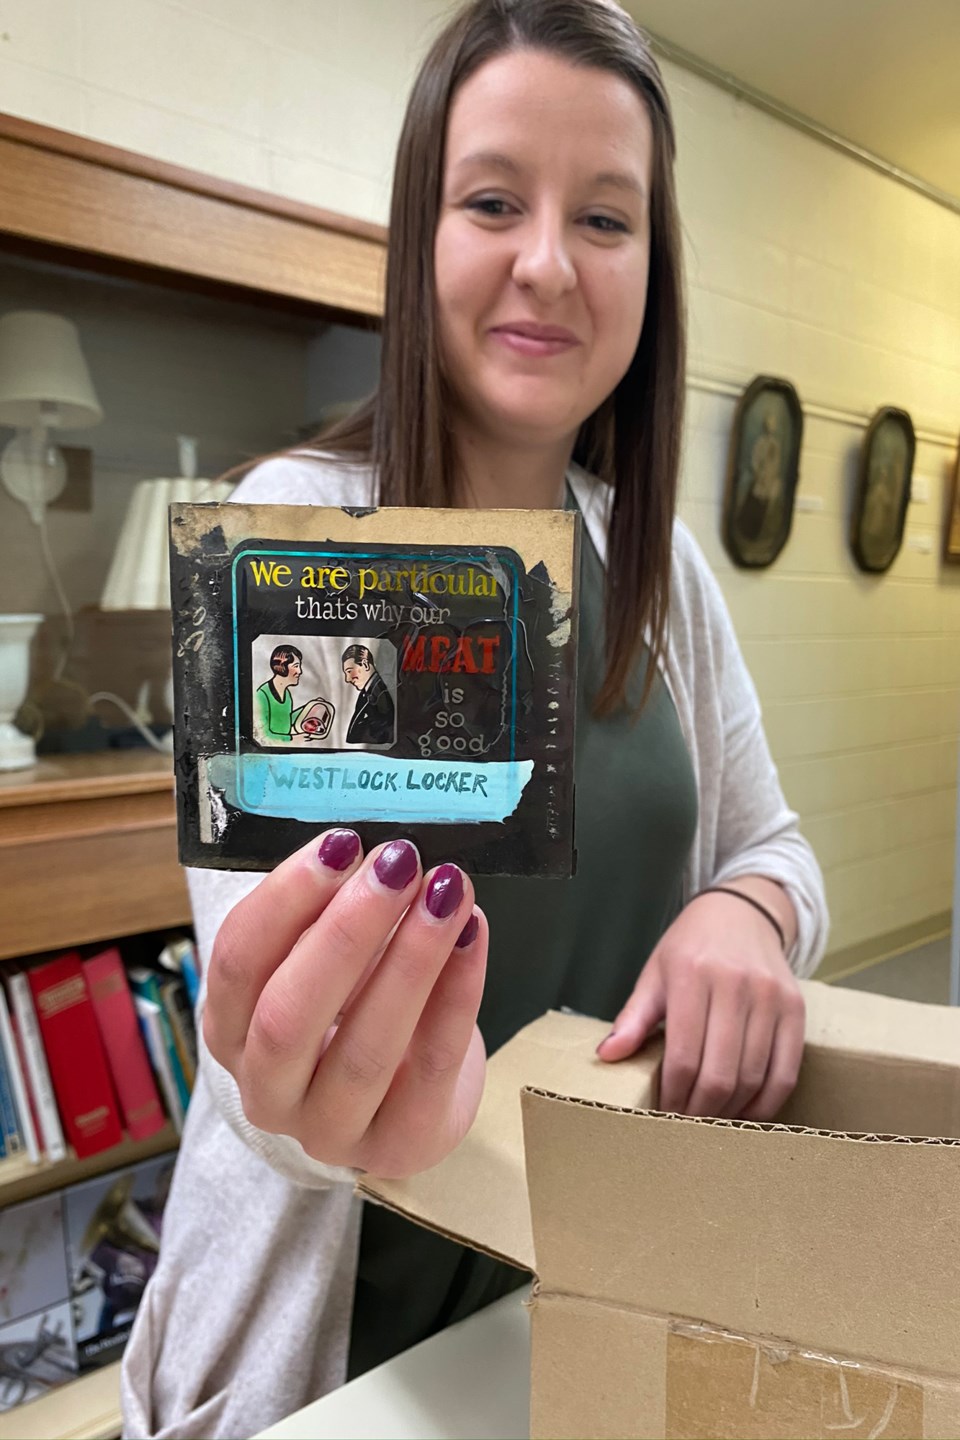 We are particular
that's why our
MEAT
is
so
good
WESTLOCK LOCKER